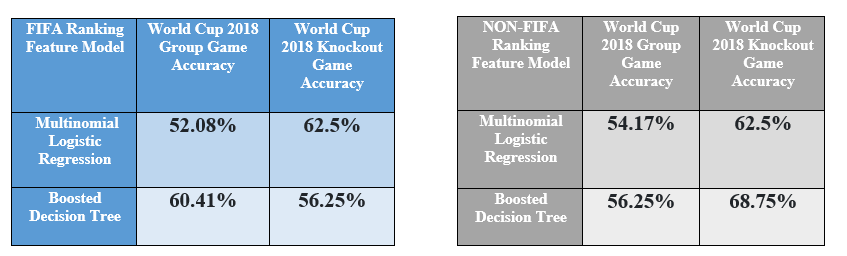 FIFA Ranking
Feature Model
World Cup 2018
Group Game
Accuracy
World Cup
2018 Knockout
Game
Accuracy
Multinomial
Logistic
Regression
52.08%
62.5%
Boosted
Decision Tree
60.41%
56.25%
NON-FIFA
Ranking
Feature Model
World Cup
2018 Group
Game
Accuracy
World Cup
2018 Knockout
Game
Accuracy
Multinomial
Logistic
Regression
54.17%
62.5%
Boosted
Decision Tree
56.25%
68.75%